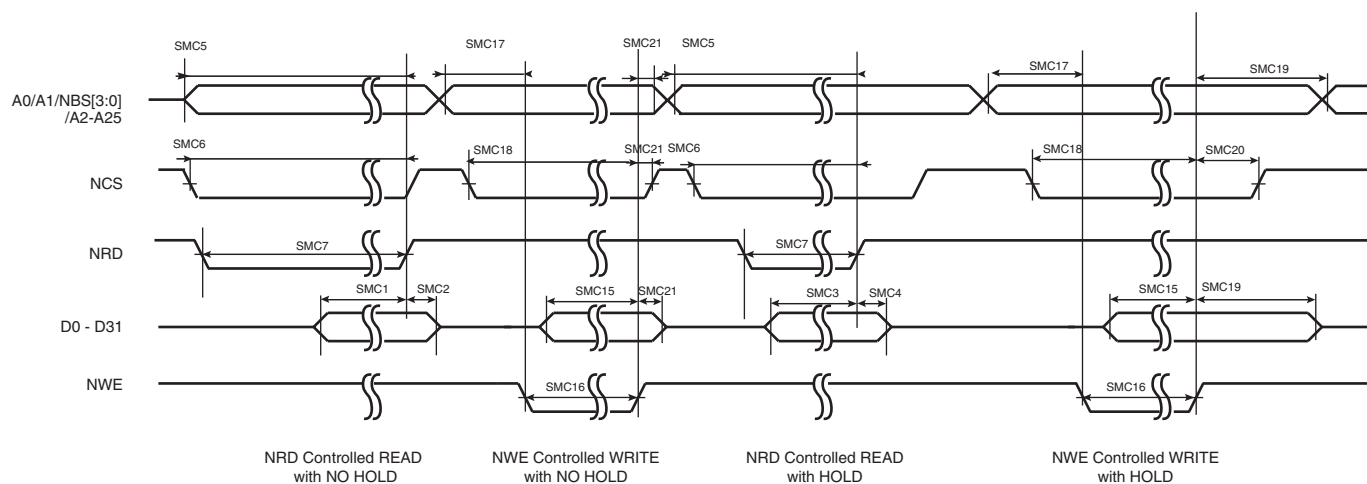 SMC5 SMC17 SMC21 SMC5 SMC17 SMC19
A0/A1/NBS[3:0]
/A2-A25
SMC6 SMC18 SMC21 SMC6 SMC18 SMC20
NCS
NRD SMC7 SMC7
SMC1 SMC2 SMC15 SMC21 SMC3 SMC4 SMC15 SMC19
D0 - D31
NWE SMC16 SMC16
NRD Controlled READ
with NO HOLD
NWE Controlled WRITE
with NO HOLD
NRD Controlled READ
with HOLD
NWE Controlled WRITE
with HOLD